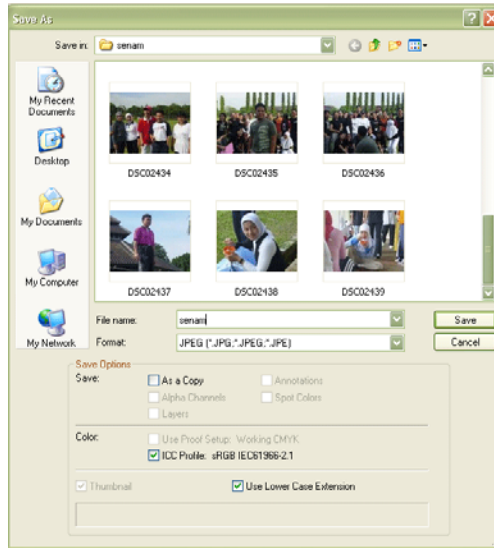 Save As
Save in: senam
My Recent
Documents
Desktop
My Documents
My Computer
My Network
DSC02434
DSC02435
DSC02436
DSC02437
DSC02438
DSC02439
File name: senam
Save
Format: JPEG (*.JPG;*.JPEG;*.JPE)
Cancel
Save Options
Save: As a Copy Annotations
Alpha Channels Spot Colors
Layers
Color: Use Proof Setup: Working CMYK
ICC Profile: sRGB IEC61966-2.1
Thumbnail Use Lower Case Extension